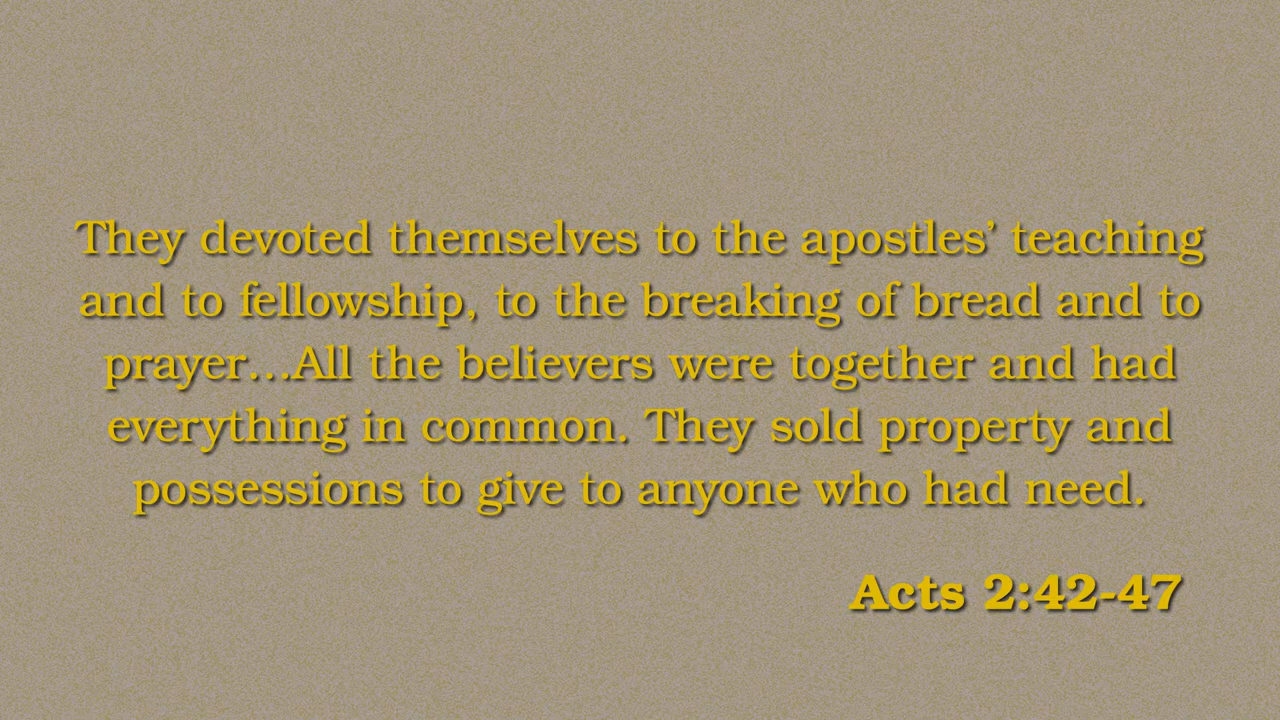 They devoted themselves to the apostles’ teaching
and to fellowship, to the breaking of bread and to
prayer…All the believers were together and had
everything in common. They sold property and
possessions to give to anyone who had need.
Acts 2:42-47